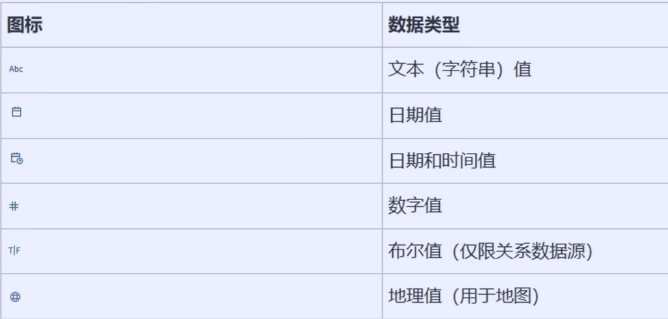 图标 数据类型
Abc 文本（字符串）值
日期值
日期和时间值
# 数字值
T|F 布尔值（仅限关系数据源）
地理值（用于地图）